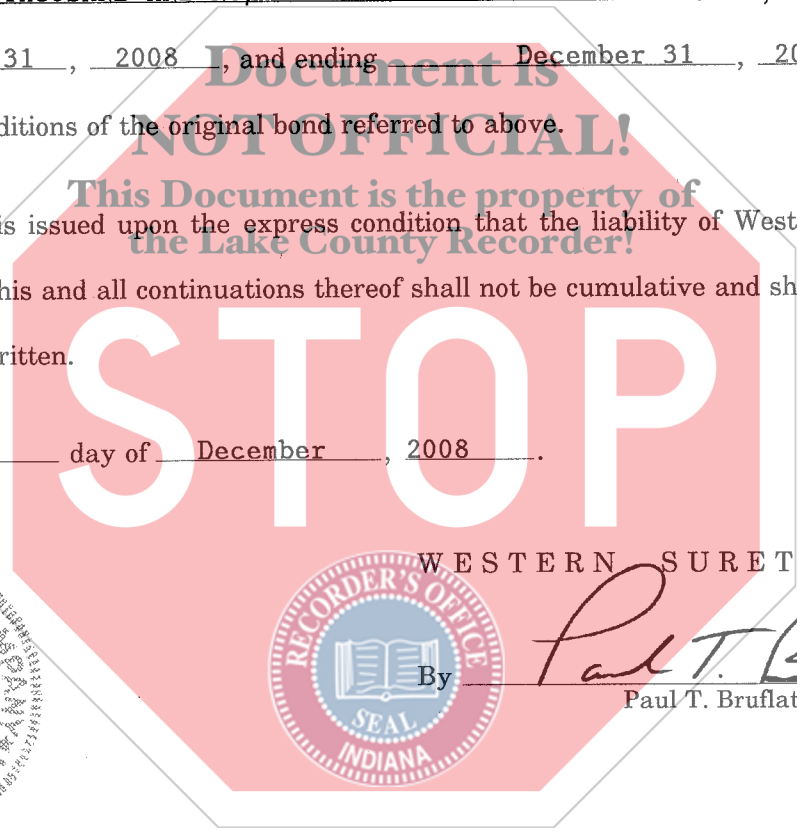 31 , 2008 , and ending December 31 , 20
Document is
ditions of the original bond referred to above.
NOT OFFICIAL!
This Document is the property of
is issued upon the express condition that the liability of West
the Lake County Recorder!
his and all continuations thereof shall not be cumulative and sh
ritten.
STOP
day of December , 2008 .
WESTERN SURET
RECORDER'S OFFICE
SEAL
INDIANA
By Paul T. B
Paul T. Bruflat